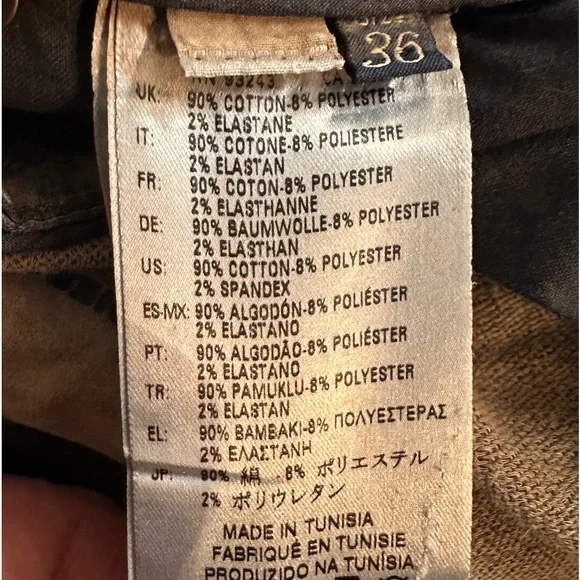 36
93243
UK: 90% COTTON-8% POLYESTER
2% ELASTANE
IT: 90% COTONE-8% POLIESTERE
2% ELASTAN
FR: 90% COTON-8% POLYESTER
2% ELASTHANNE
DE: 90% BAUMWOLLE-8% POLYESTER
2% ELASTHAN
US: 90% COTTON-8% POLYESTER
2% SPANDEX
ES-MX: 90% ALGODÓN-8% POLIÉSTER
2% ELASTANO
PT: 90% ALGODÃO-8% POLIÉSTER
2% ELASTANO
TR: 90% PAMUKLU-8% POLYESTER
2% ELASTAN
EL: 90% ΒΑΜΒΑΚΙ-8% ΠΟΛΥΕΣΤΕΡΑΣ
2% ΕΛΑΣΤΑΝΗ
JP: 90% 綿 - 8% ポリエステル
2% ポリウレタン
MADE IN TUNISIA
FABRIQUÉ EN TUNISIE
PRODUZIDO NA TUNÍSIA